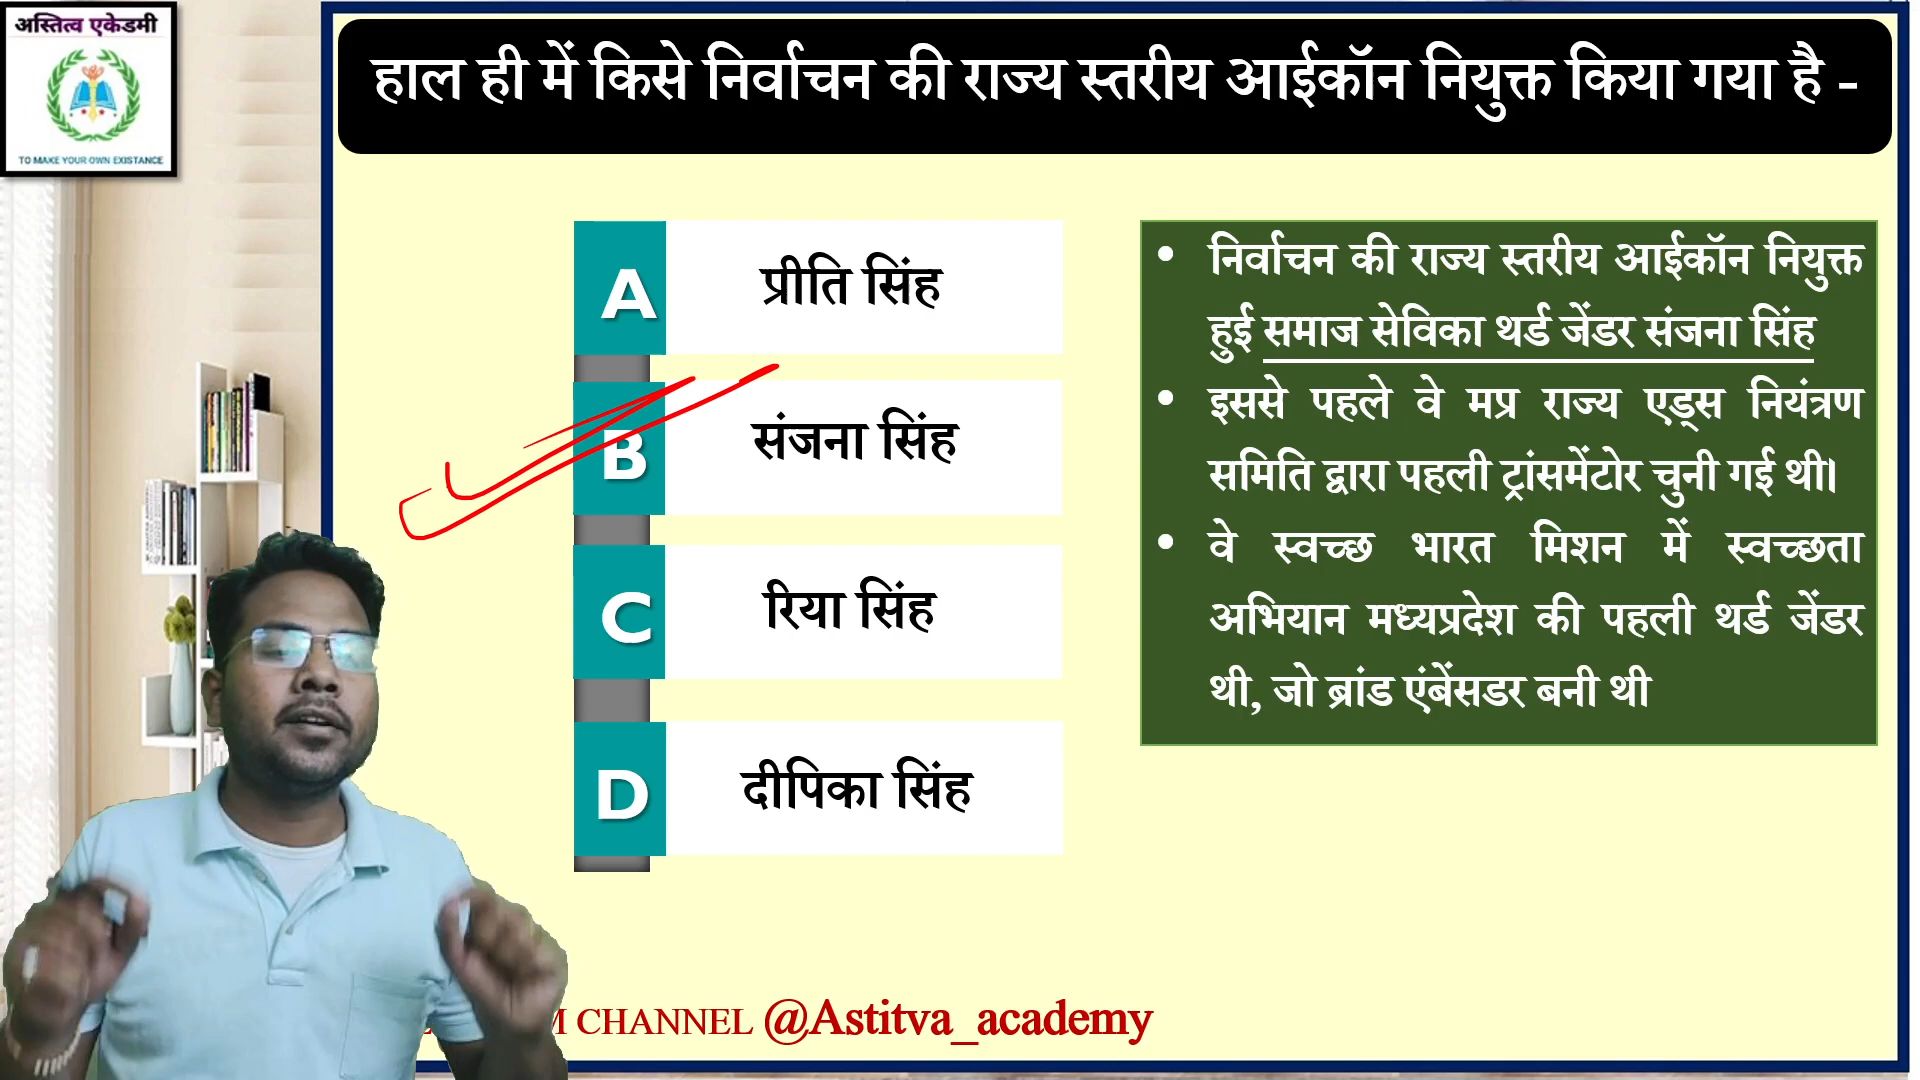 अस्तित्व एकेडमी
TO MAKE YOUR OWN EXISTANCE
हाल ही में किसे निर्वाचन की राज्य स्तरीय आईकॉन नियुक्त किया गया है -
A प्रीति सिंह
B संजना सिंह
C रिया सिंह
D दीपिका सिंह
• निर्वाचन की राज्य स्तरीय आईकॉन नियुक्त
हुई समाज सेविका थर्ड जेंडर संजना सिंह
• इससे पहले वे मप्र राज्य एड्स नियंत्रण
समिति द्वारा पहली ट्रांसमेंटोर चुनी गई थी।
• वे स्वच्छ भारत मिशन में स्वच्छता
अभियान मध्यप्रदेश की पहली थर्ड जेंडर
थी, जो ब्रांड एंबेंसडर बनी थी
CHANNEL @Astitva_academy